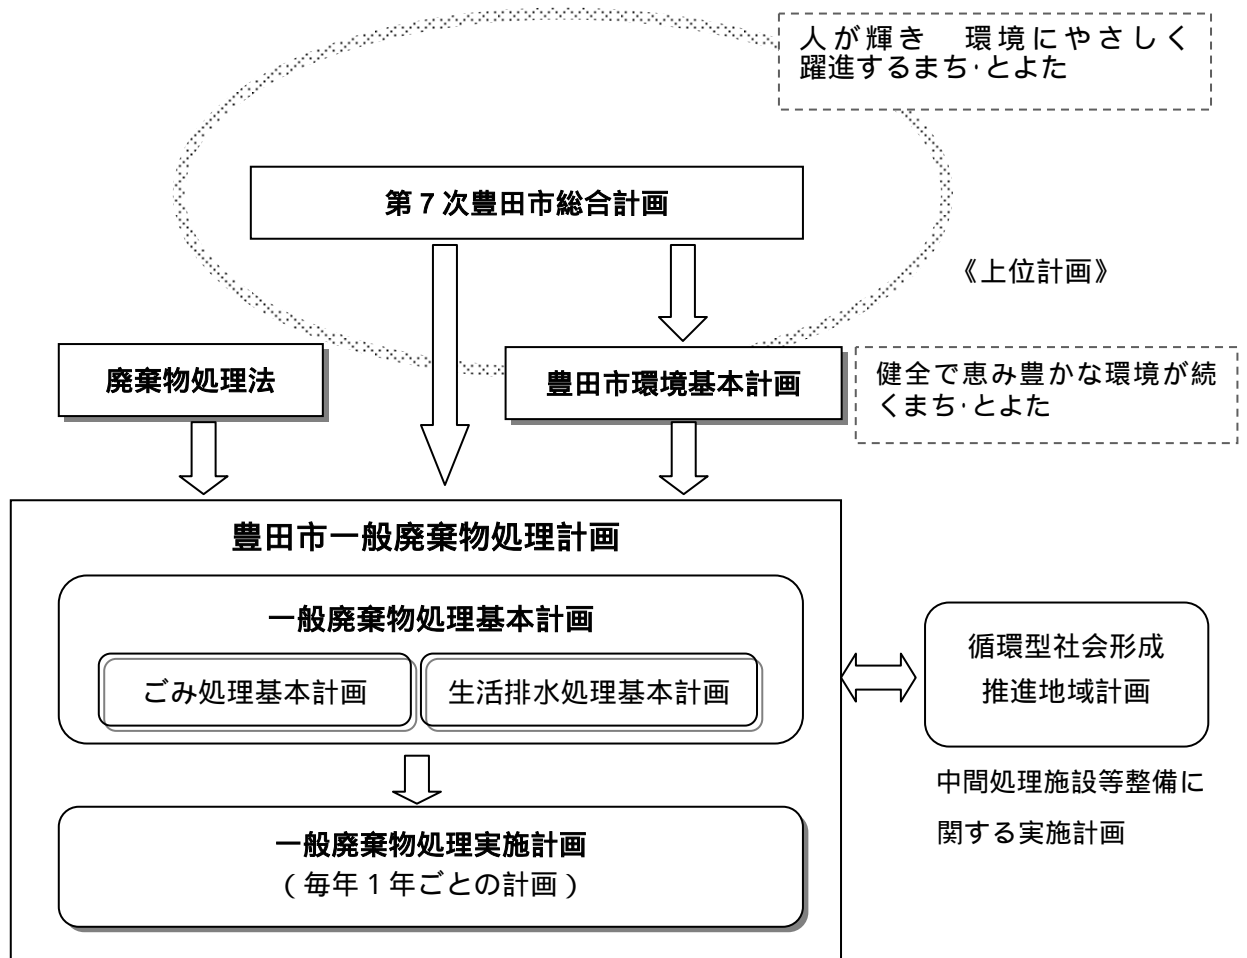 人が輝き　環境にやさしく
躍進するまち・とよた
第７次豊田市総合計画
《上位計画》
廃棄物処理法
豊田市環境基本計画
健全で恵み豊かな環境が続
くまち・とよた
豊田市一般廃棄物処理計画
一般廃棄物処理基本計画
ごみ処理基本計画
生活排水処理基本計画
循環型社会形成
推進地域計画
中間処理施設等整備に
関する実施計画
一般廃棄物処理実施計画
（毎年１年ごとの計画）